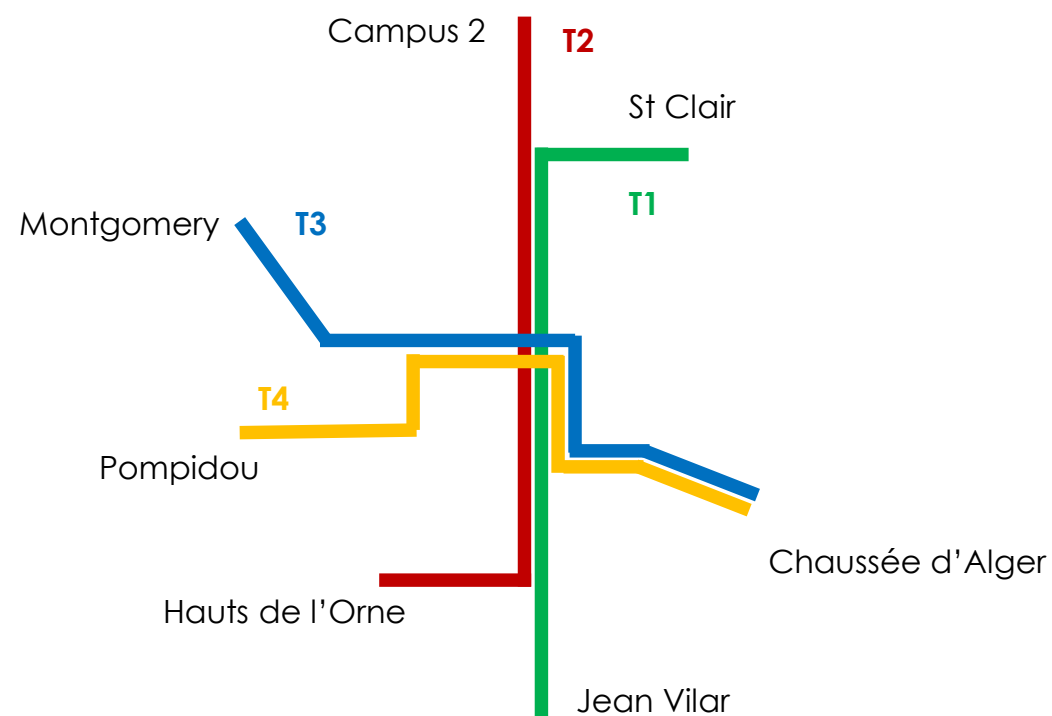 Campus 2
T2
St Clair
T1
Montgomery
T3
T4
Pompidou
Chaussée d’Alger
Hauts de l’Orne
Jean Vilar